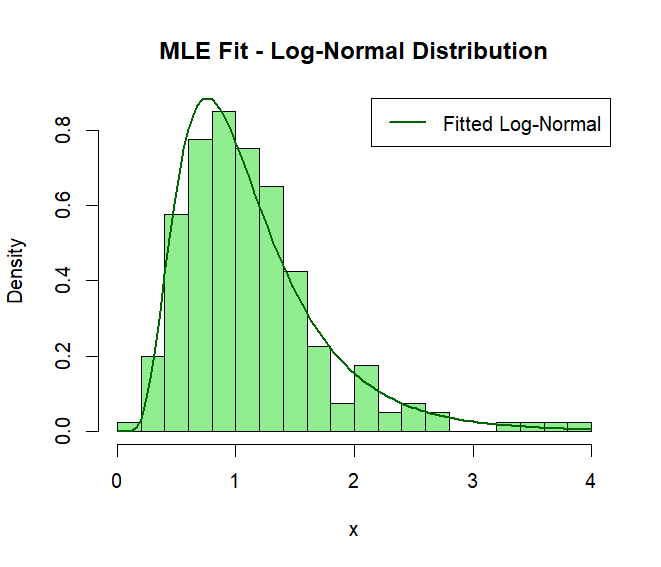 MLE Fit - Log-Normal Distribution
Fitted Log-Normal
Density
0.0 0.2 0.4 0.6 0.8
0 1 2 3 4
x